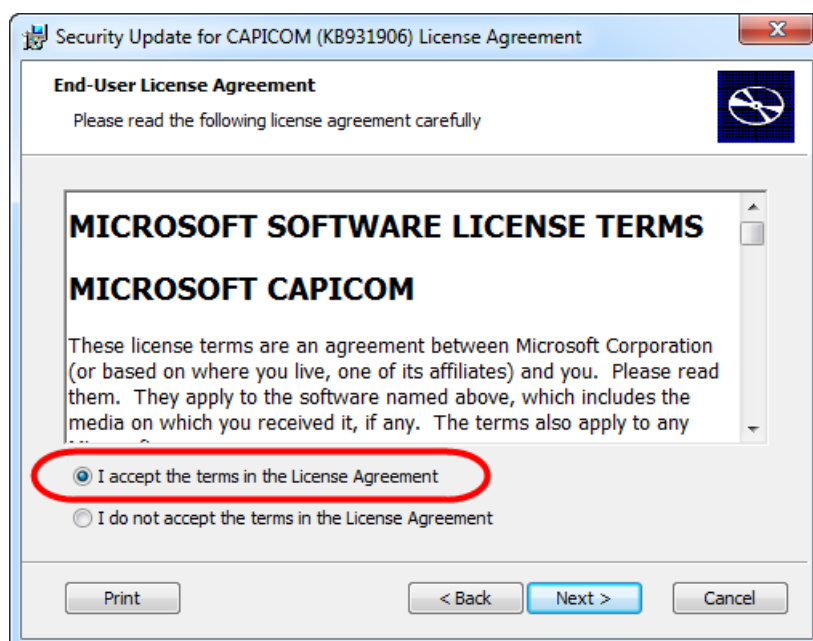 Security Update for CAPICOM (KB931906) License Agreement
End-User License Agreement
Please read the following license agreement carefully
MICROSOFT SOFTWARE LICENSE TERMS
MICROSOFT CAPICOM
These license terms are an agreement between Microsoft Corporation
(or based on where you live, one of its affiliates) and you.  Please read
them.  They apply to the software named above, which includes the
media on which you received it, if any.  The terms also apply to any
I accept the terms in the License Agreement
I do not accept the terms in the License Agreement
Print
< Back
Next >
Cancel